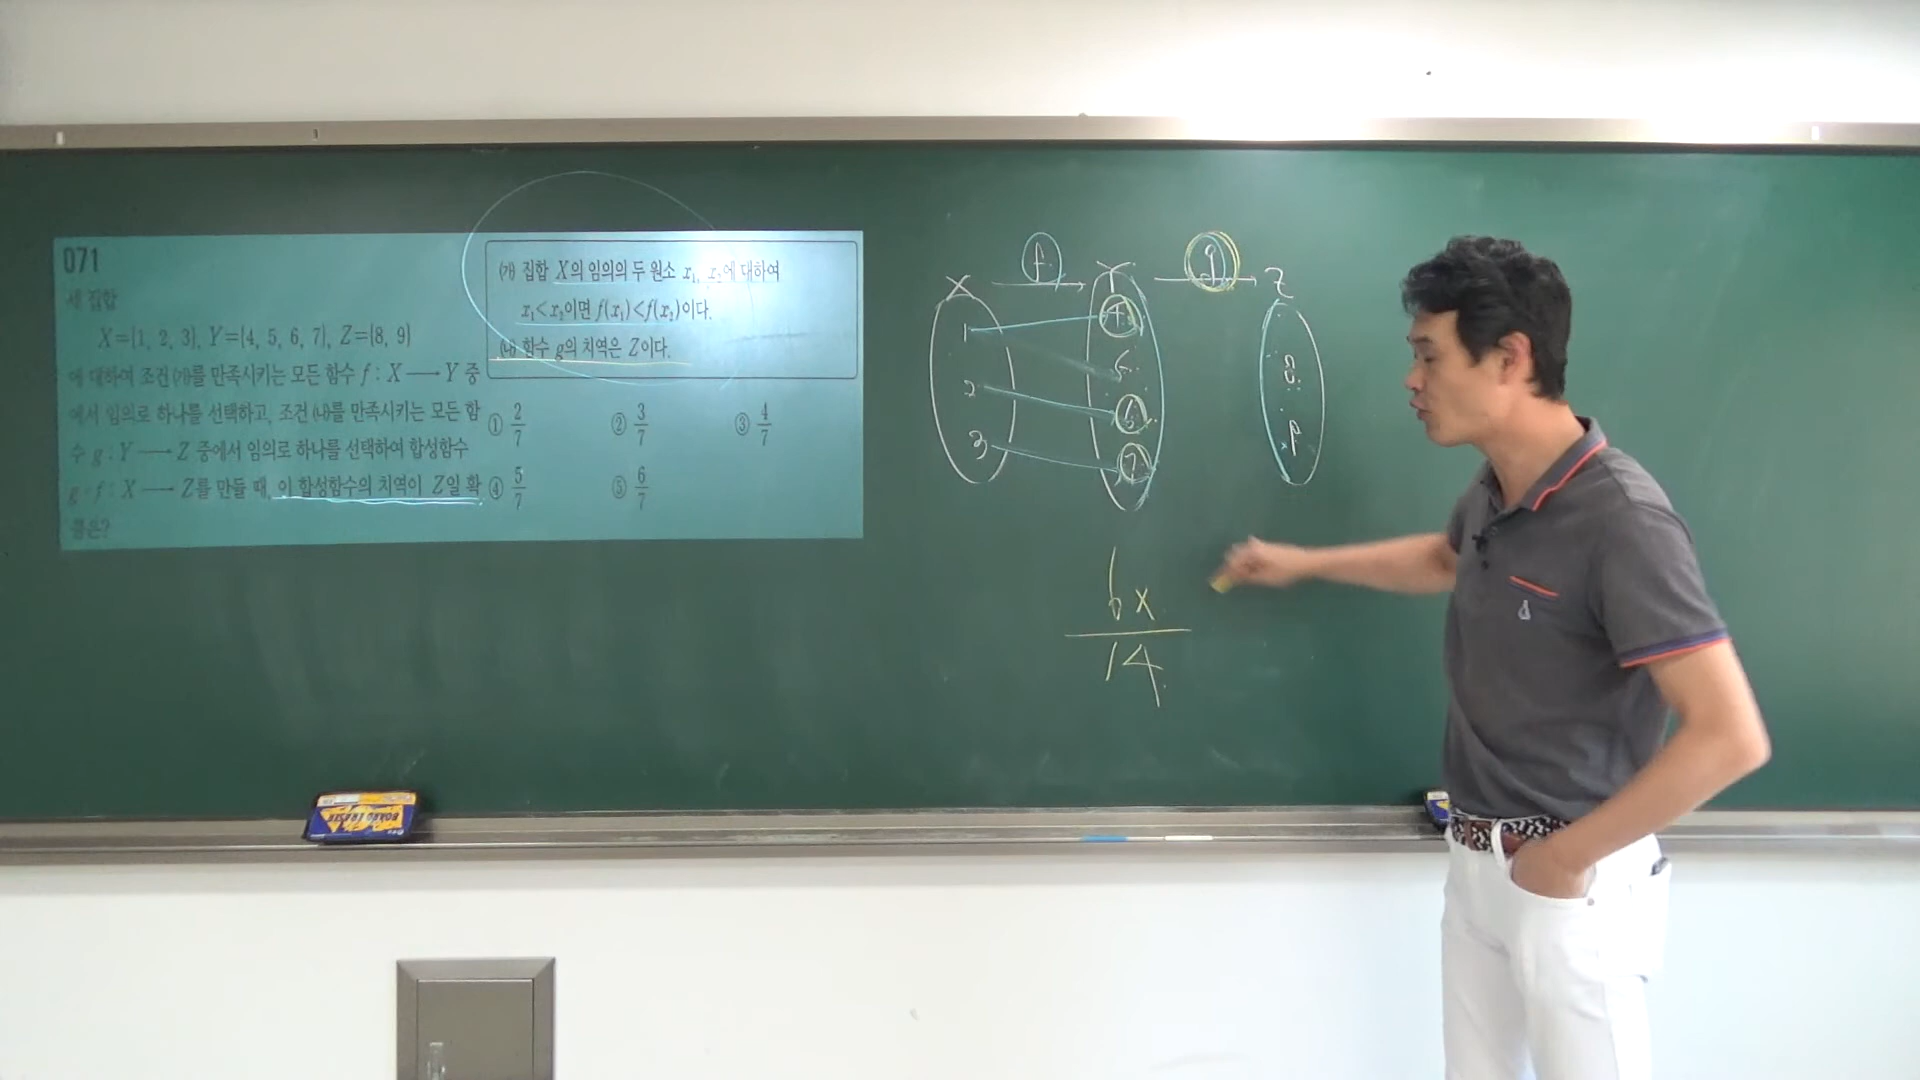 071
세 집합
X={1, 2, 3}, Y={4, 5, 6, 7}, Z={8, 9}
에 대하여 조건 (가)를 만족시키는 모든 함수 f : X → Y 중
에서 임의로 하나를 선택하고, 조건 (나)를 만족시키는 모든 함
수 g : Y → Z 중에서 임의로 하나를 선택하여 합성함수
g∘f : X → Z를 만들 때, 이 합성함수의 치역이 Z일 확
률은?
(가) 집합 X의 임의의 두 원소 x₁, x₂에 대하여
x₁<x₂이면 f(x₁)<f(x₂)이다.
(나) 함수 g의 치역은 Z이다.
① 2/7 ② 3/7 ③ 4/7
④ 5/7 ⑤ 6/7
f g
X Y Z
1 4
2 5 8
3 6 9
7
6x
14
BOARD ERASER